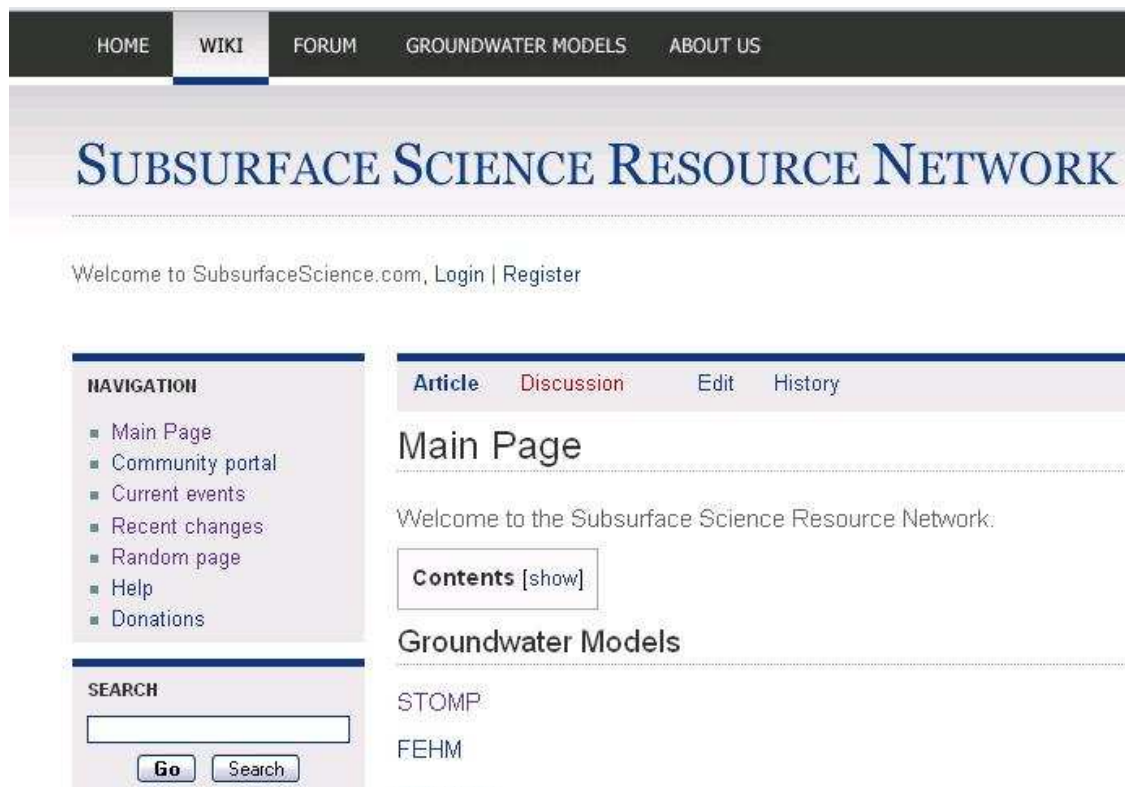 HOME WIKI FORUM GROUNDWATER MODELS ABOUT US
SUBSURFACE SCIENCE RESOURCE NETWORK
Welcome to SubsurfaceScience.com, Login | Register
NAVIGATION
Main Page
Community portal
Current events
Recent changes
Random page
Help
Donations
SEARCH
Go Search
Article Discussion Edit History
Main Page
Welcome to the Subsurface Science Resource Network.
Contents [show]
Groundwater Models
STOMP
FEHM